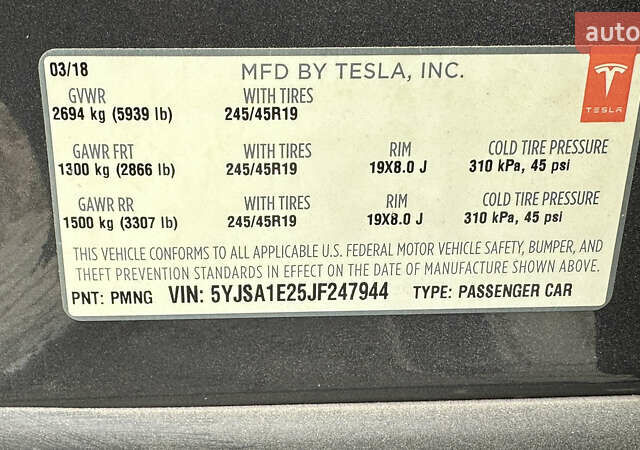 auto
03/18 MFD BY TESLA, INC.
TESLA
GVWR WITH TIRES
2694 kg (5939 lb) 245/45R19
GAWR FRT WITH TIRES RIM COLD TIRE PRESSURE
1300 kg (2866 lb) 245/45R19 19X8.0 J 310 kPa, 45 psi
GAWR RR WITH TIRES RIM COLD TIRE PRESSURE
1500 kg (3307 lb) 245/45R19 19X8.0 J 310 kPa, 45 psi
THIS VEHICLE CONFORMS TO ALL APPLICABLE U.S. FEDERAL MOTOR VEHICLE SAFETY, BUMPER, AND
THEFT PREVENTION STANDARDS IN EFFECT ON THE DATE OF MANUFACTURE SHOWN ABOVE.
PNT: PMNG VIN: 5YJSA1E25JF247944 TYPE: PASSENGER CAR